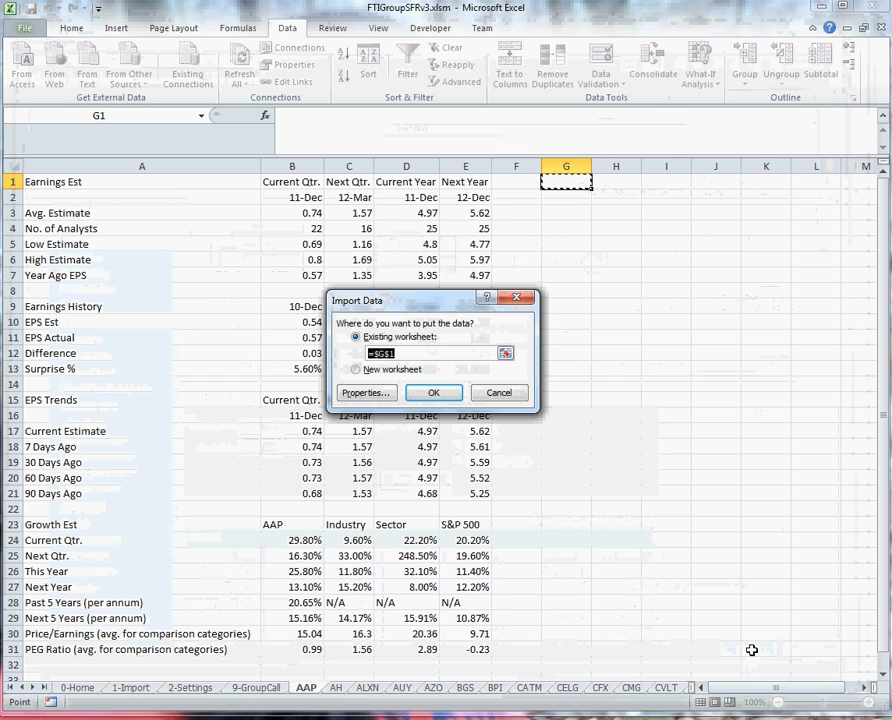 FTIGroupSFRv3.xlsm - Microsoft Excel
File Home Insert Page Layout Formulas Data Review View Developer Team
From Access
From Web
From Text
From Other Sources
Existing Connections
Get External Data
Refresh All
Connections
Properties
Edit Links
Connections
Sort
Filter
Clear
Reapply
Advanced
Sort & Filter
Text to Columns
Remove Duplicates
Data Validation
Consolidate
What-If Analysis
Data Tools
Group
Ungroup
Subtotal
Outline
G1 fx
A B C D E F G H I J K L M
1 Earnings Est Current Qtr. Next Qtr. Current Year Next Year
2 11-Dec 12-Mar 11-Dec 12-Dec
3 Avg. Estimate 0.74 1.57 4.97 5.62
4 No. of Analysts 22 16 25 25
5 Low Estimate 0.69 1.16 4.8 4.77
6 High Estimate 0.8 1.69 5.05 5.97
7 Year Ago EPS 0.57 1.35 3.95 4.97
8
9 Earnings History 10-Dec
10 EPS Est 0.54
11 EPS Actual 0.57
12 Difference 0.03
13 Surprise % 5.60%
14
15 EPS Trends Current Qtr.
16 11-Dec 12-Mar 11-Dec 12-Dec
17 Current Estimate 0.74 1.57 4.97 5.62
18 7 Days Ago 0.74 1.57 4.97 5.61
19 30 Days Ago 0.73 1.56 4.97 5.59
20 60 Days Ago 0.73 1.57 4.97 5.52
21 90 Days Ago 0.68 1.53 4.68 5.25
22
23 Growth Est AAP Industry Sector S&P 500
24 Current Qtr. 29.80% 9.60% 22.20% 20.20%
25 Next Qtr. 16.30% 33.00% 248.50% 19.60%
26 This Year 25.80% 11.80% 32.10% 11.40%
27 Next Year 13.10% 15.20% 8.00% 12.20%
28 Past 5 Years (per annum) 20.65% N/A N/A N/A
29 Next 5 Years (per annum) 15.16% 14.17% 15.91% 10.87%
30 Price/Earnings (avg. for comparison categories) 15.04 16.3 20.36 9.71
31 PEG Ratio (avg. for comparison categories) 0.99 1.56 2.89 -0.23
32
Import Data
Where do you want to put the data?
Existing worksheet:
=$G$1
New worksheet
Properties... OK Cancel
0-Home 1-Import 2-Settings 9-GroupCall AAP AH ALXN AUY AZO BGS BPI CATM CELG CFX CMG CVLT
Point 100%